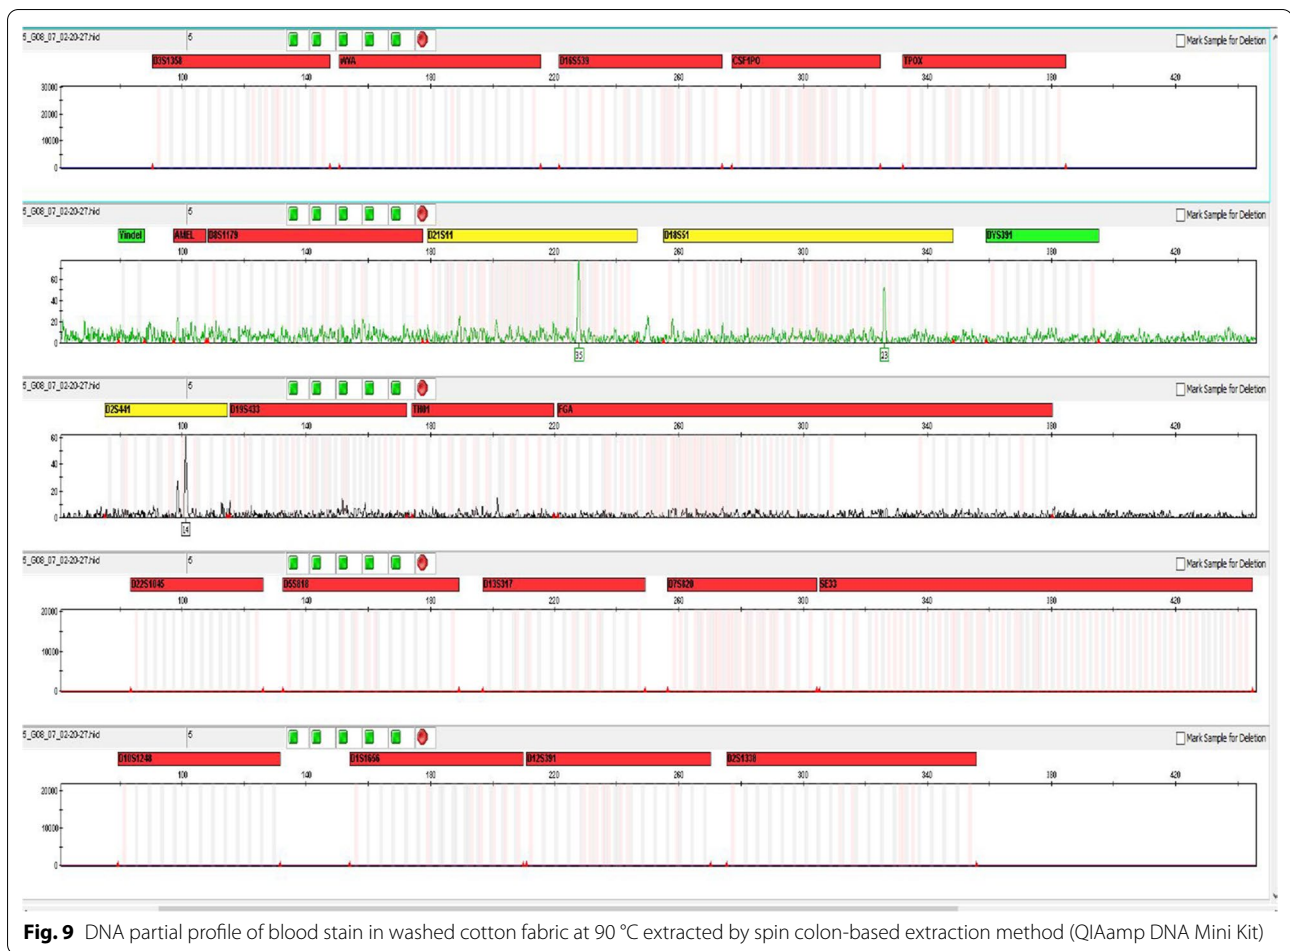 5_G08_07_02-20-27.hid 5 Mark Sample for Deletion
D3S1358 vWA D16S539 CSF1PO TPOX
100 140 180 220 260 300 340 380 420
30000
20000
10000
0
5_G08_07_02-20-27.hid 5 Mark Sample for Deletion
Yindel AMEL D8S1179 D21S11 D18S51 DYS391
100 140 180 220 260 300 340 380 420
60
40
20
0
35 23
5_G08_07_02-20-27.hid 5 Mark Sample for Deletion
D2S441 D19S433 TH01 FGA
100 140 180 220 260 300 340 380 420
60
40
20
0
14
5_G08_07_02-20-27.hid 5 Mark Sample for Deletion
D22S1045 D5S818 D13S317 D7S820 SE33
100 140 180 220 260 300 340 380 420
20000
10000
0
5_G08_07_02-20-27.hid 5 Mark Sample for Deletion
D10S1248 D1S1656 D12S391 D2S1338
100 140 180 220 260 300 340 380 420
20000
10000
0
Fig. 9 DNA partial profile of blood stain in washed cotton fabric at 90 °C extracted by spin colon-based extraction method (QIAamp DNA Mini Kit)